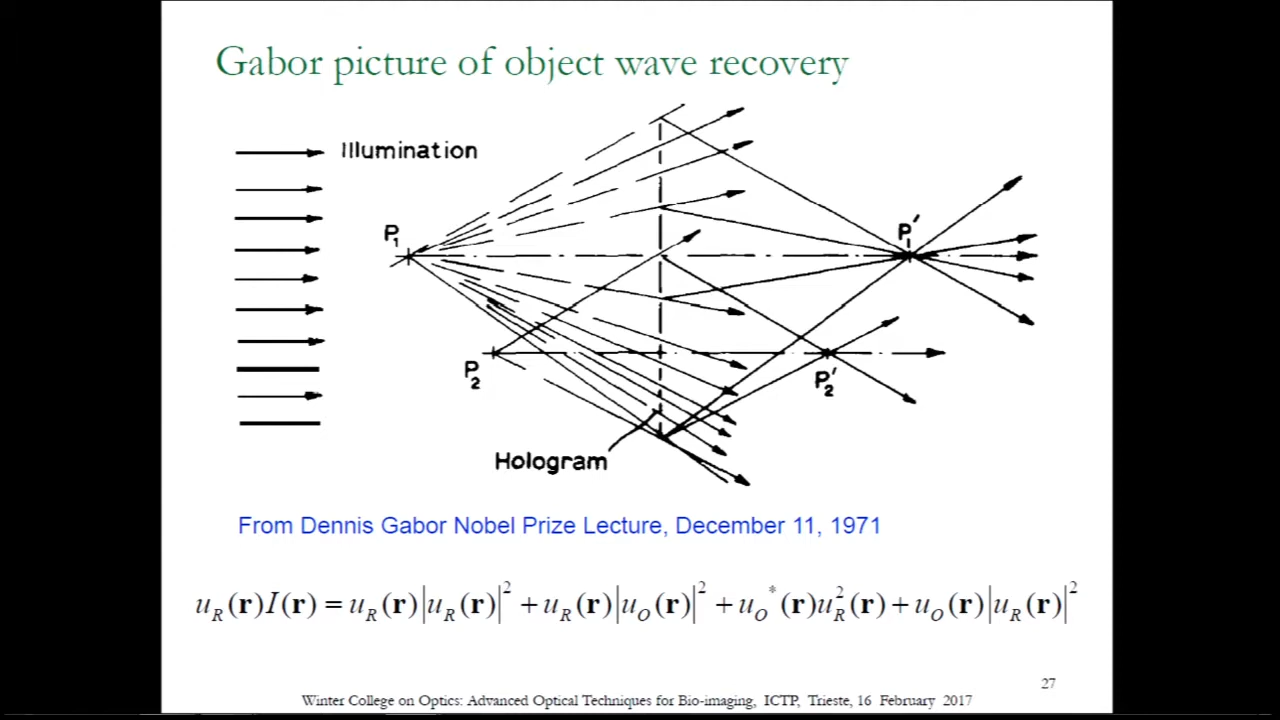 Gabor picture of object wave recovery
Illumination
P₁
P₁′
P₂
P₂′
Hologram
From Dennis Gabor Nobel Prize Lecture, December 11, 1971
u_R(r)I(r) = u_R(r)|u_R(r)|² + u_R(r)|u_O(r)|² + u_O*(r)u_R²(r) + u_O(r)|u_R(r)|²
27
Winter College on Optics: Advanced Optical Techniques for Bio-imaging, ICTP, Trieste, 16 February 2017